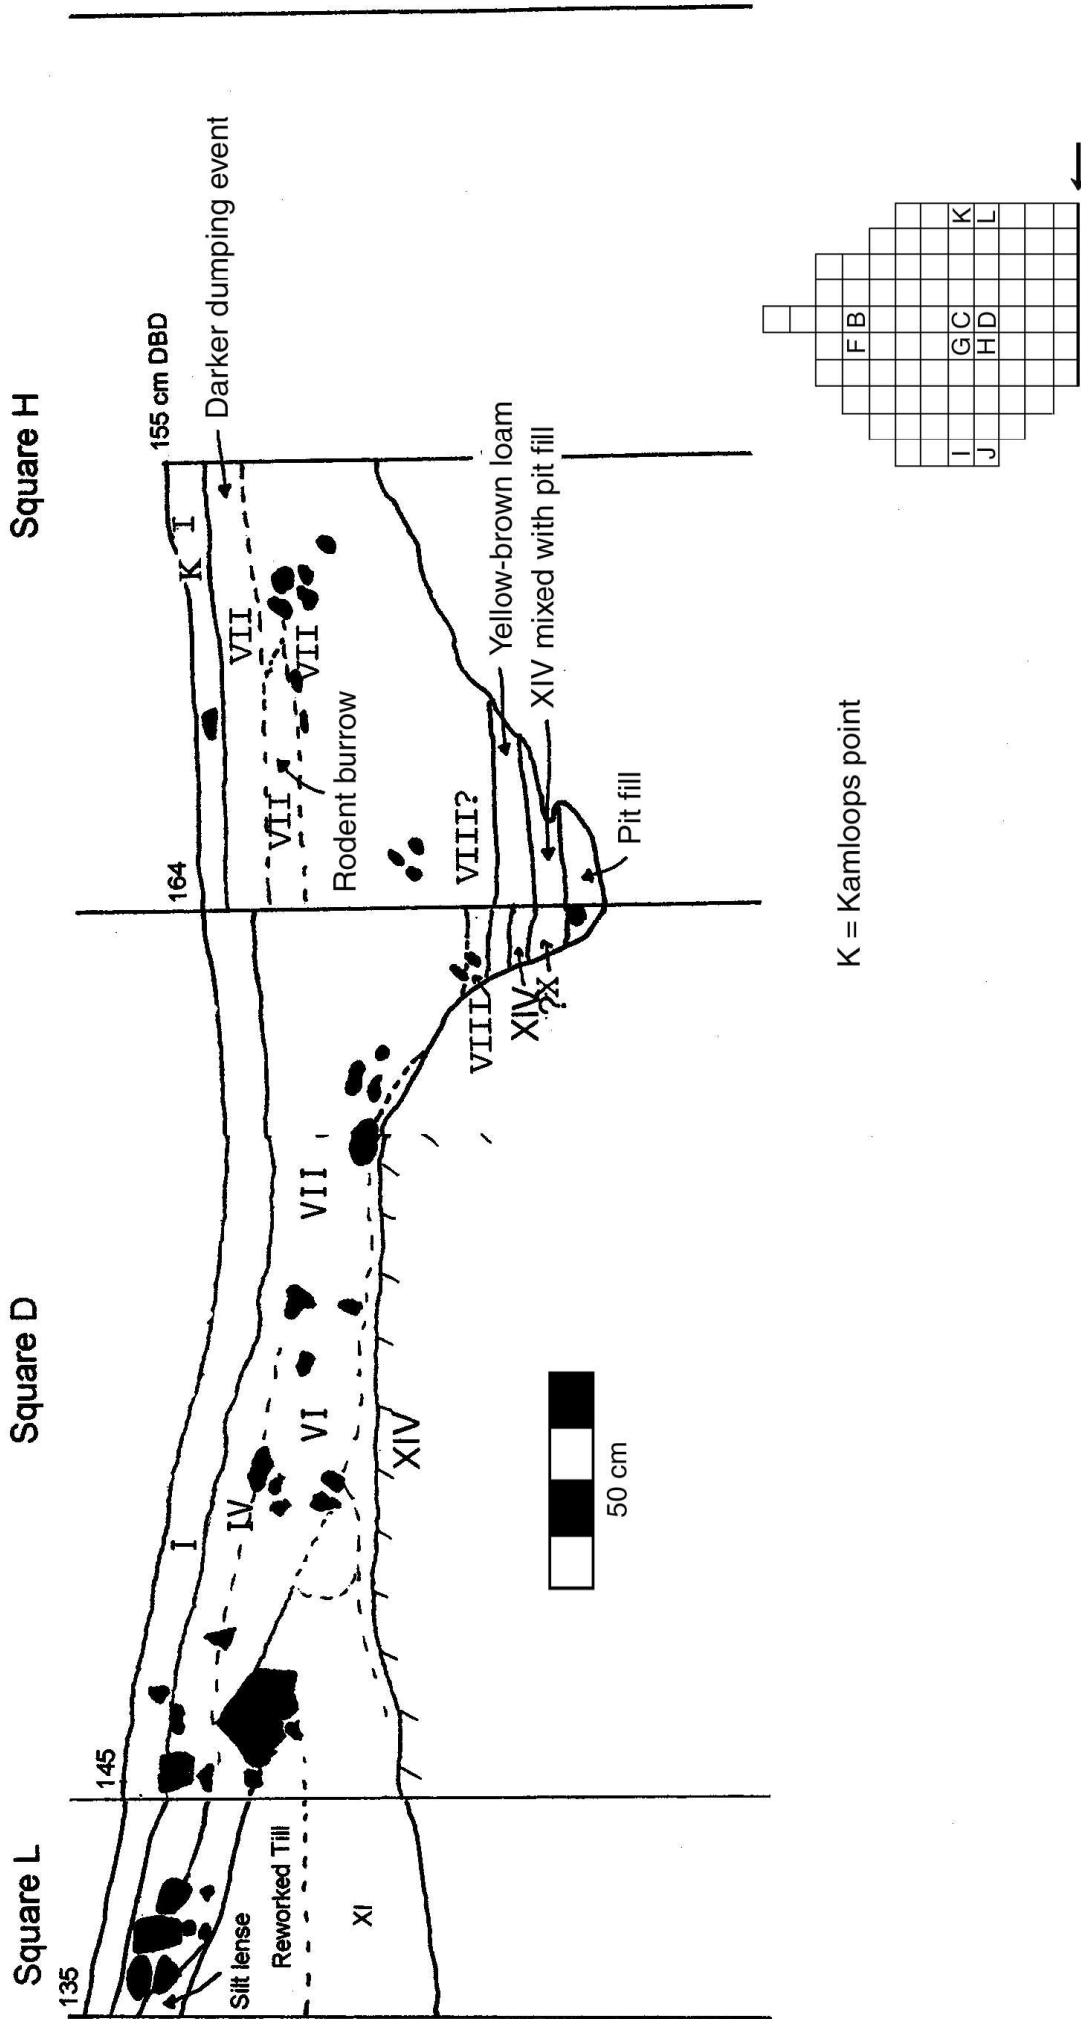 Square L
Square D
Square H
135
145
164
155 cm DBD
Darker dumping event
K I
VII
VII
VII
Rodent burrow
VIII?
Yellow-brown loam
XIV mixed with pit fill
Pit fill
VIII
XIV
X?
I
IV
VI
VII
XIV
Silt lense
Reworked Till
XI
50 cm
K = Kamloops point
F B
G C K
H D L
I
J